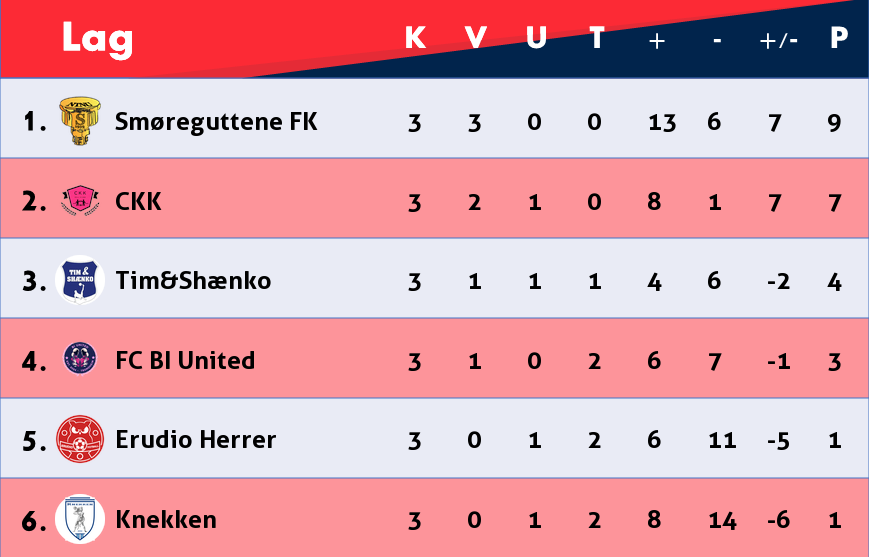 Lag K V U T + - +/- P
1. Smøreguttene FK 3 3 0 0 13 6 7 9
2. CKK 3 2 1 0 8 1 7 7
TIM &
SHÆNKO
3. Tim&Shænko 3 1 1 1 4 6 -2 4
4. FC BI United 3 1 0 2 6 7 -1 3
5. Erudio Herrer 3 0 1 2 6 11 -5 1
6. Knekken 3 0 1 2 8 14 -6 1